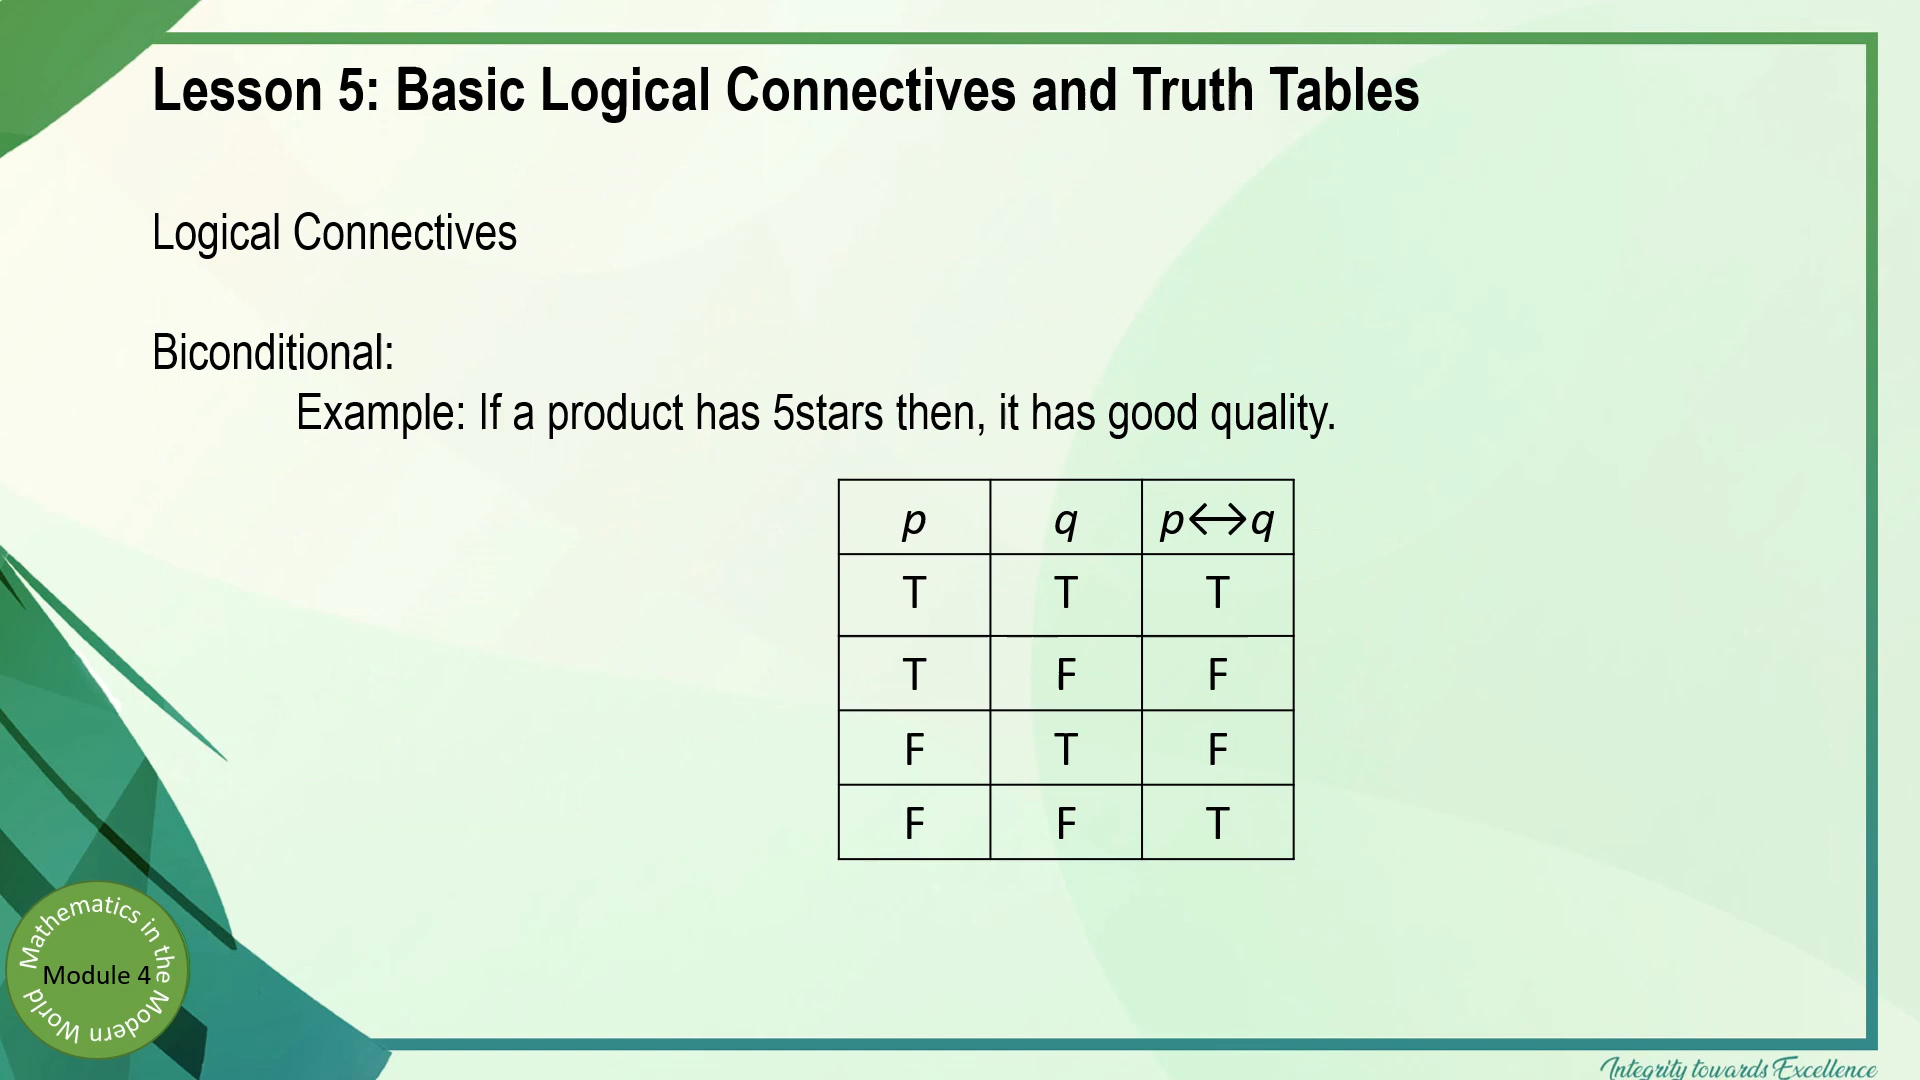 Lesson 5: Basic Logical Connectives and Truth Tables
Logical Connectives
Biconditional:
Example: If a product has 5stars then, it has good quality.
p q p↔q
T T T
T F F
F T F
F F T
Mathematics in the Modern World
Module 4
Integrity towards Excellence